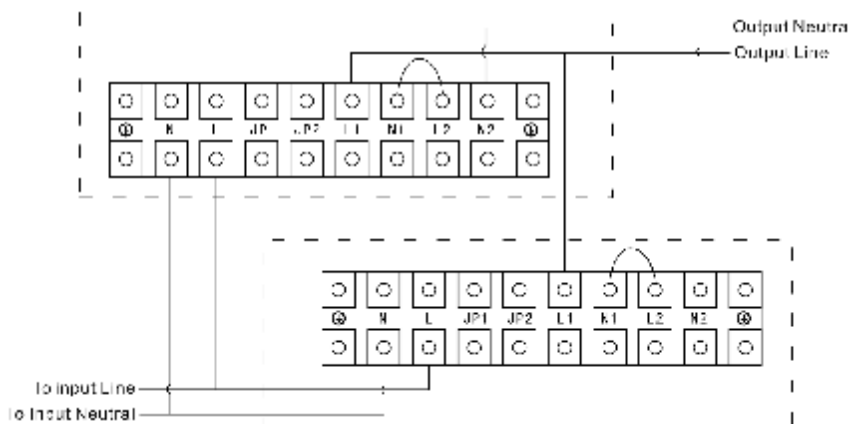 Output Neutra
Output Line
N L JP JP2 L1 N1 L2 N2
N L JP1 JP2 L1 N1 L2 N2
To Input Line
To Input Neutral